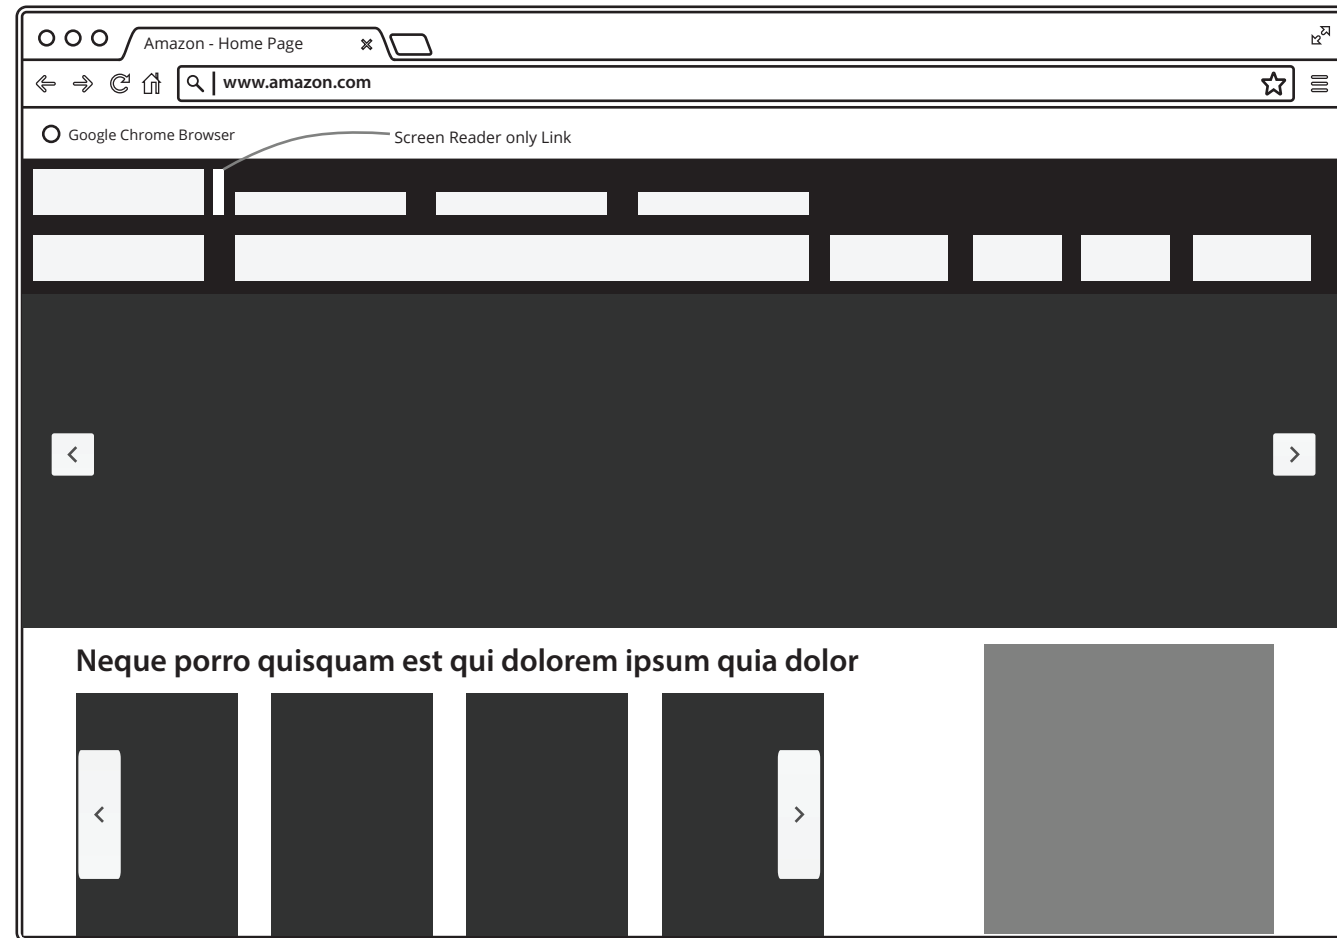 Amazon - Home Page
www.amazon.com
Google Chrome Browser
Screen Reader only Link
Neque porro quisquam est qui dolorem ipsum quia dolor